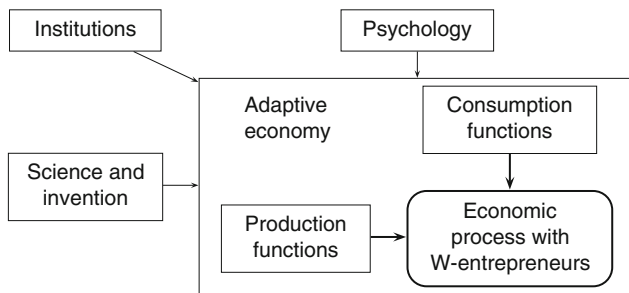 Institutions
Psychology
Adaptive
economy
Consumption
functions
Science and
invention
Production
functions
Economic
process with
W-entrepreneurs